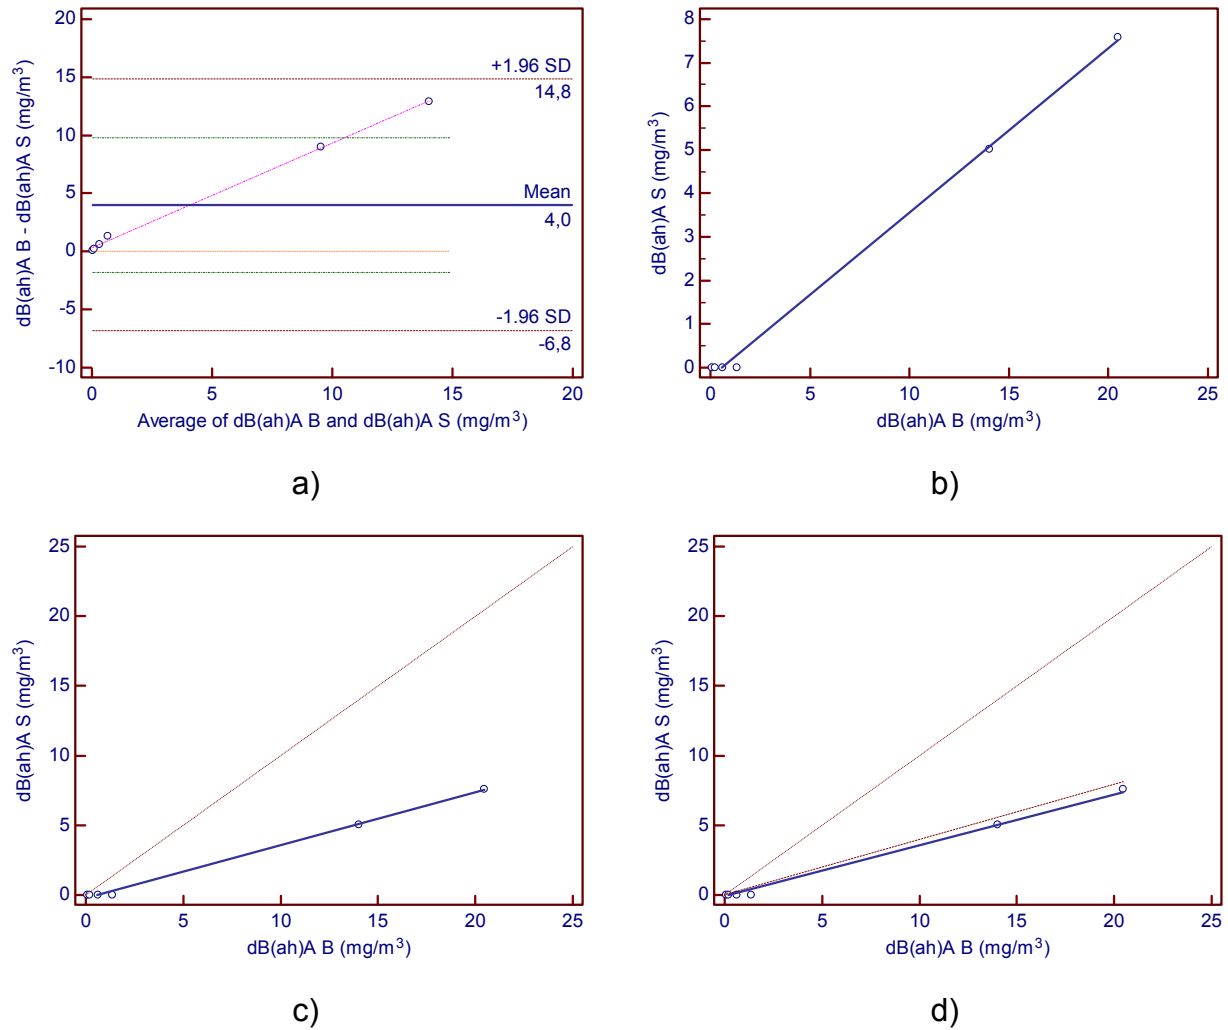 20
15
10
5
0
-5
-10
dB(ah)A B - dB(ah)A S (mg/m³)
+1.96 SD
14,8
Mean
4,0
-1.96 SD
-6,8
0 5 10 15 20
Average of dB(ah)A B and dB(ah)A S (mg/m³)
a)
8
7
6
5
4
3
2
1
0
dB(ah)A S (mg/m³)
0 5 10 15 20 25
dB(ah)A B (mg/m³)
b)
25
20
15
10
5
0
dB(ah)A S (mg/m³)
0 5 10 15 20 25
dB(ah)A B (mg/m³)
c)
25
20
15
10
5
0
dB(ah)A S (mg/m³)
0 5 10 15 20 25
dB(ah)A B (mg/m³)
d)